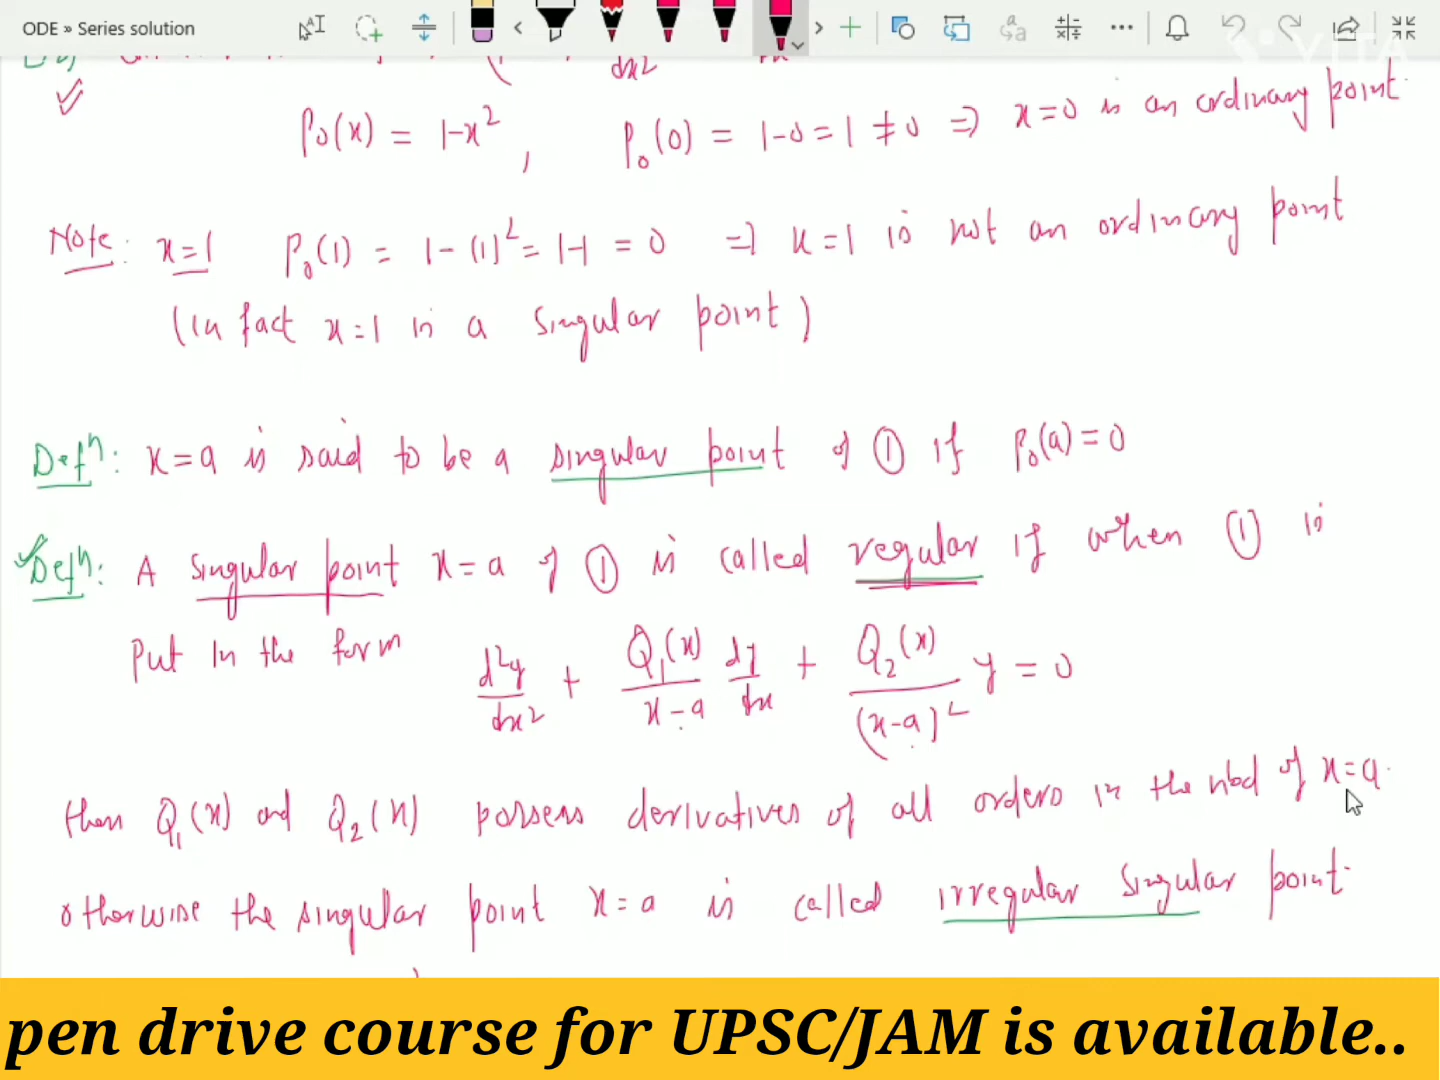 ODE » Series solution
YITA
dx2
P₀(x) = 1-x² , P₀(0) = 1-0 = 1 ≠ 0 ⇒ x=0 is an ordinary point.
Note: x=1 P₀(1) = 1-(1)² = 1-1 = 0 ⇒ x=1 is not an ordinary point
(In fact x=1 is a singular point)
Defⁿ: x=a is said to be a singular point of ① if P₀(a)=0
Defⁿ: A singular point x=a of ① is called regular if when ① is
Put in the form d²y/dx² + Q₁(x)/(x-a) dy/dx + Q₂(x)/(x-a)² y = 0
then Q₁(x) and Q₂(x) possess derivatives of all orders in the nbd of x=a.
otherwise the singular point x=a is called irregular singular point.
pen drive course for UPSC/JAM is available..